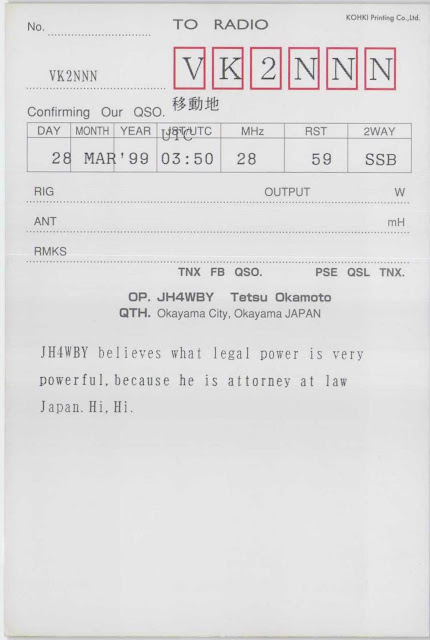 KOHKI Printing Co.,Ltd.
No. TO RADIO
VK2NNN VK2NNN
Confirming Our QSO. 移動地
DAY MONTH YEAR JST/UTC MHz RST 2WAY
UTC
28 MAR '99 03:50 28 59 SSB
RIG OUTPUT W
ANT mH
RMKS
TNX FB QSO. PSE QSL TNX.
OP. JH4WBY Tetsu Okamoto
QTH. Okayama City, Okayama JAPAN
JH4WBY believes what legal power is very
powerful, because he is attorney at law
Japan. Hi, Hi.